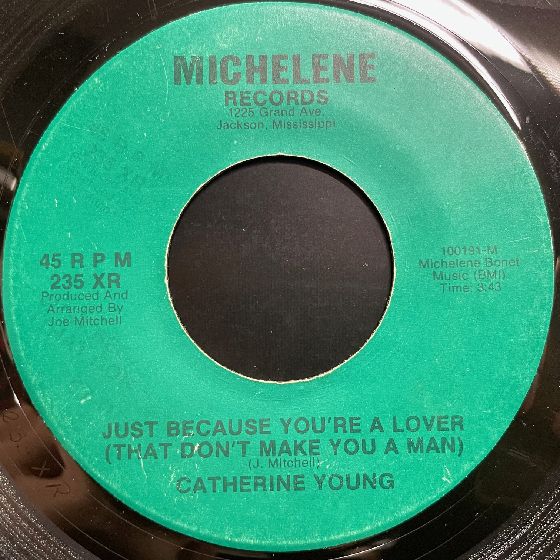 MICHELENE
RECORDS
1225 Grand Ave.
Jackson, Mississippi
45 R P M
235 XR
Produced And
Arranged By
Joe Mitchell
100181-M
Michelene Bonet
Music (BMI)
Time: 3:43
JUST BECAUSE YOU'RE A LOVER
(THAT DON'T MAKE YOU A MAN)
(J. Mitchell)
CATHERINE YOUNG